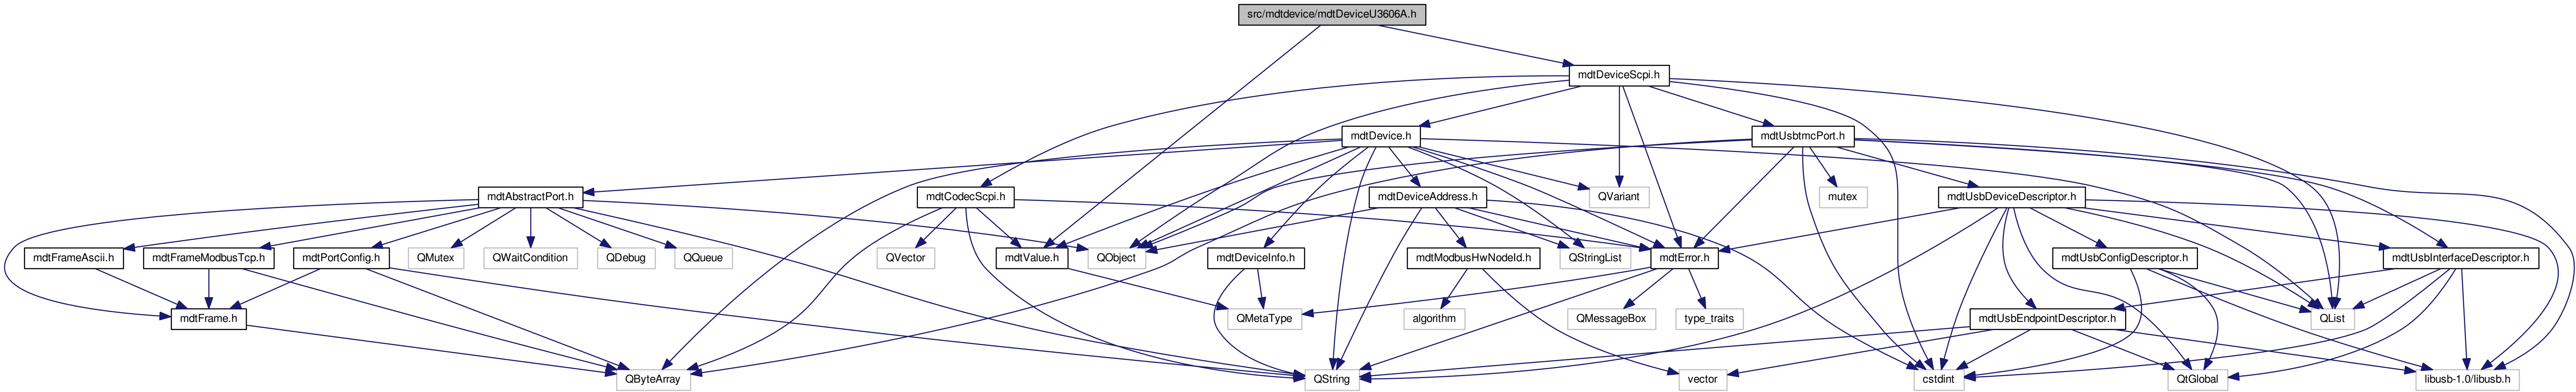 src/mdtdevice/mdtDeviceU3606A.h
mdtDeviceScpi.h
mdtDevice.h
mdtUsbtmcPort.h
mdtAbstractPort.h
mdtCodecScpi.h
mdtDeviceAddress.h
QVariant
mutex
mdtUsbDeviceDescriptor.h
mdtFrameAscii.h
mdtFrameModbusTcp.h
mdtPortConfig.h
QMutex
QWaitCondition
QDebug
QQueue
QVector
mdtValue.h
QObject
mdtDeviceInfo.h
mdtModbusHwNodeId.h
QStringList
mdtError.h
mdtUsbConfigDescriptor.h
mdtUsbInterfaceDescriptor.h
mdtFrame.h
QMetaType
algorithm
QMessageBox
type_traits
mdtUsbEndpointDescriptor.h
QList
QByteArray
QString
vector
cstdint
QtGlobal
libusb-1.0/libusb.h